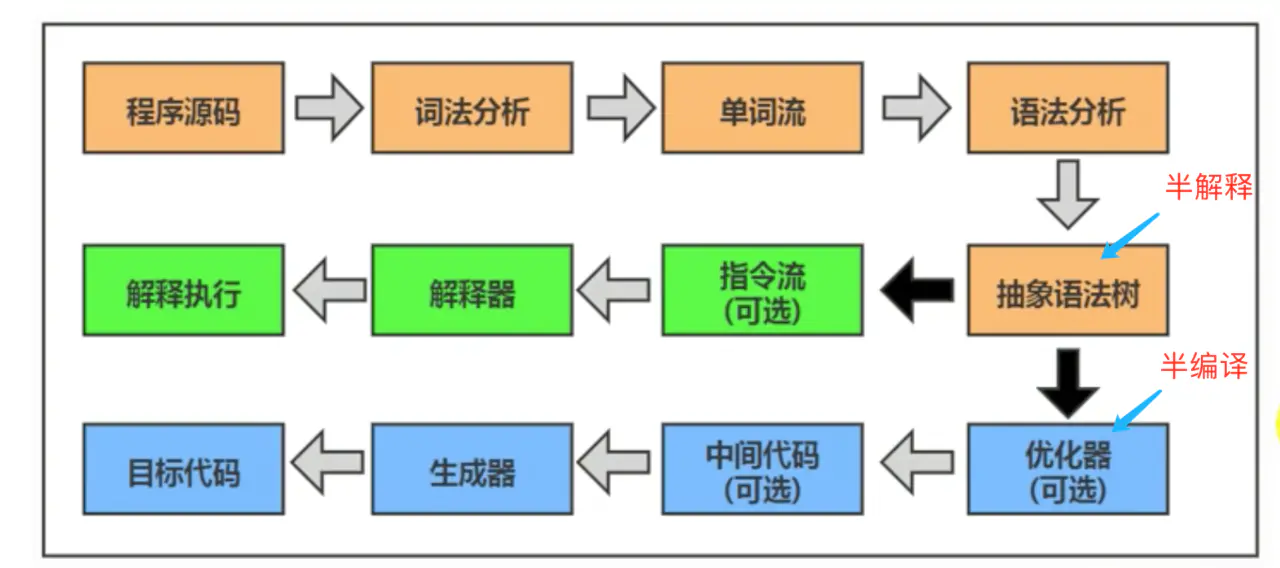 程序源码
词法分析
单词流
语法分析
半解释
解释执行
解释器
指令流
(可选)
抽象语法树
半编译
目标代码
生成器
中间代码
(可选)
优化器
(可选)